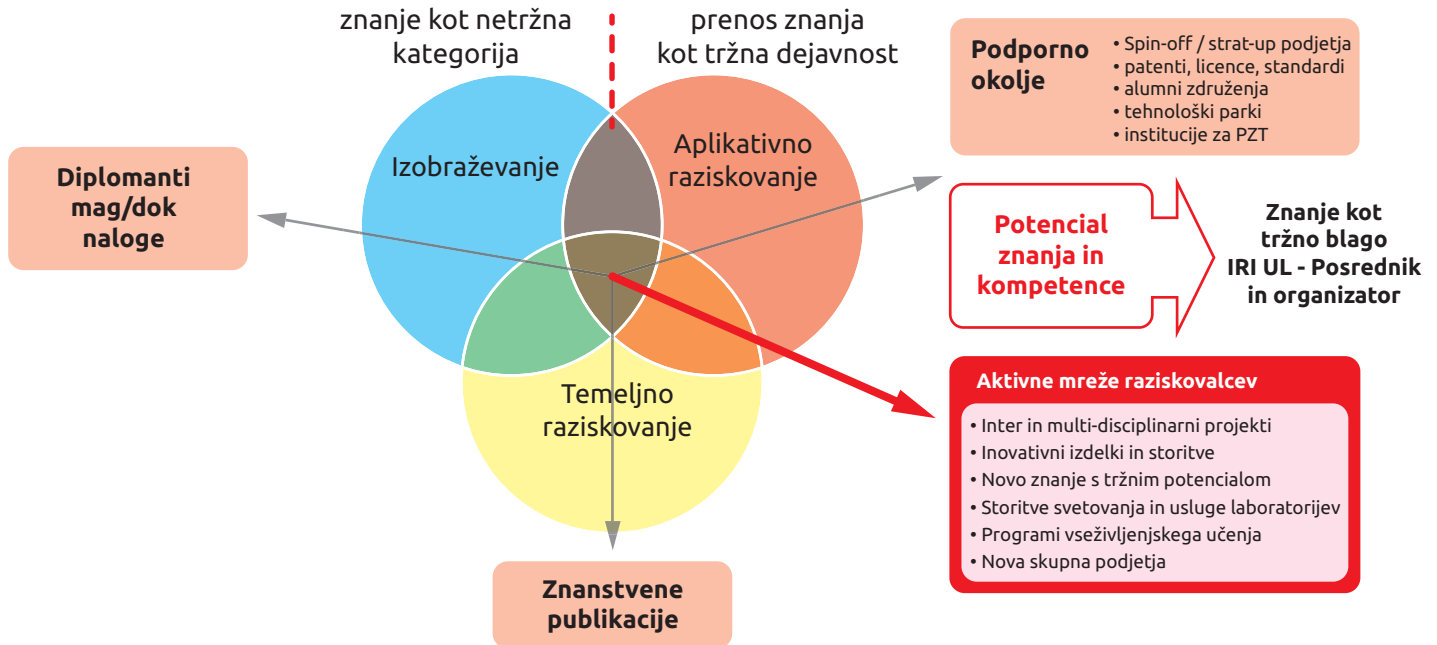 znanje kot netržna
kategorija
prenos znanja
kot tržna dejavnost
Izobraževanje
Aplikativno
raziskovanje
Temeljno
raziskovanje
Diplomanti
mag/dok
naloge
Znanstvene
publikacije
Podporno
okolje
• Spin-off / strat-up podjetja
• patenti, licence, standardi
• alumni združenja
• tehnološki parki
• institucije za PZT
Potencial
znanja in
kompetence
Znanje kot
tržno blago
IRI UL - Posrednik
in organizator
Aktivne mreže raziskovalcev
• Inter in multi-disciplinarni projekti
• Inovativni izdelki in storitve
• Novo znanje s tržnim potencialom
• Storitve svetovanja in usluge laboratorijev
• Programi vseživljenjskega učenja
• Nova skupna podjetja